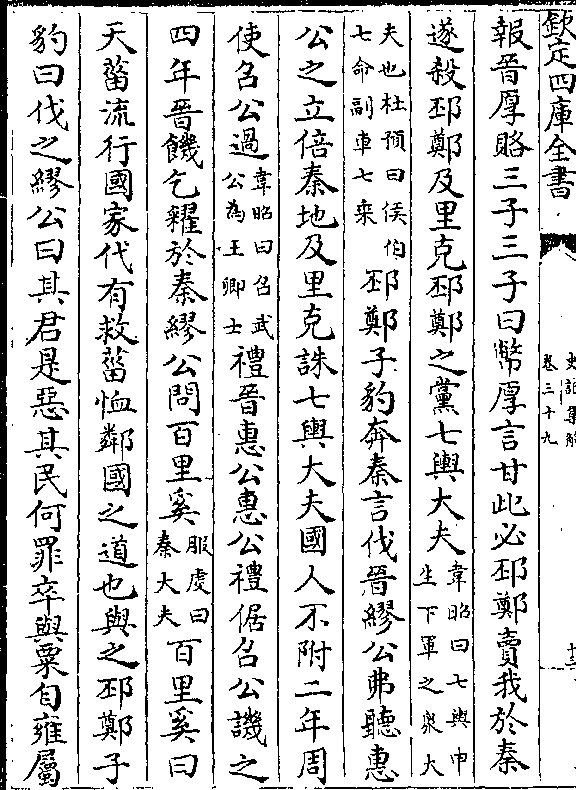 欽定四庫全書
史記集解
卷三十九
十三
報晉厚賂三子三子曰幣厚言甘此必邳鄭賣我於秦
遂殺邳鄭及里克邳鄭之黨七輿大夫韋昭曰七輿申生下軍之衆大
夫也杜預曰侯伯七命副車七乘邳鄭子豹奔秦言伐晉繆公弗聽惠
公之立倍秦地及里克誅七輿大夫國人不附二年周
使召公過韋昭曰召武公為王卿士禮晉惠公惠公禮倨召公譏之
四年晉饑乞糴於秦繆公問百里奚服虔曰秦大夫百里奚曰
天菑流行國家代有救菑恤鄰國之道也與之邳鄭子
豹曰伐之繆公曰其君是惡其民何罪卒與粟自雍屬